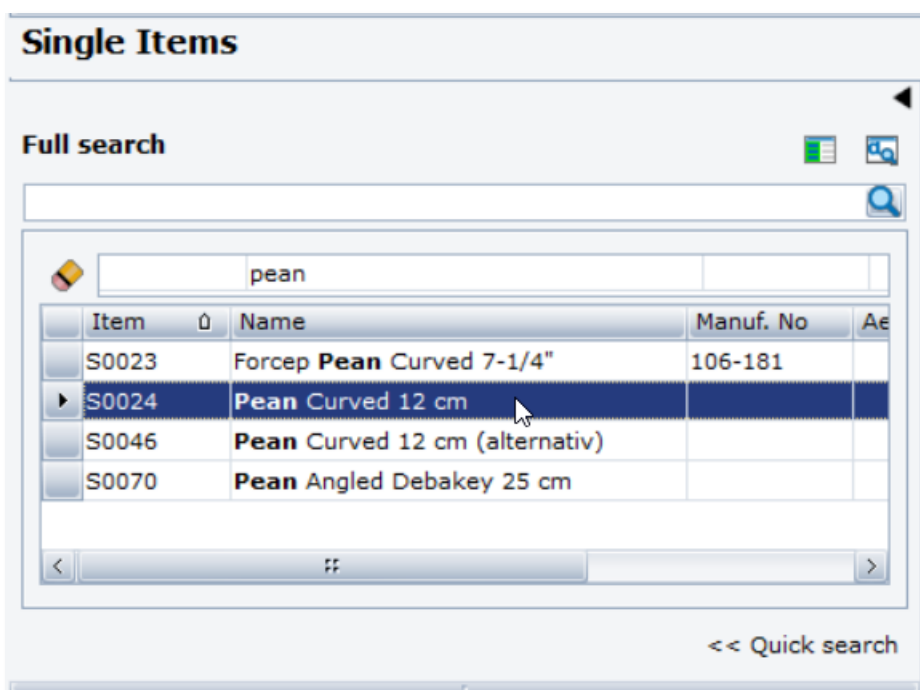 Single Items
Full search
pean
Item Name Manuf. No Ae
S0023 Forcep Pean Curved 7-1/4" 106-181
S0024 Pean Curved 12 cm
S0046 Pean Curved 12 cm (alternativ)
S0070 Pean Angled Debakey 25 cm
<< Quick search